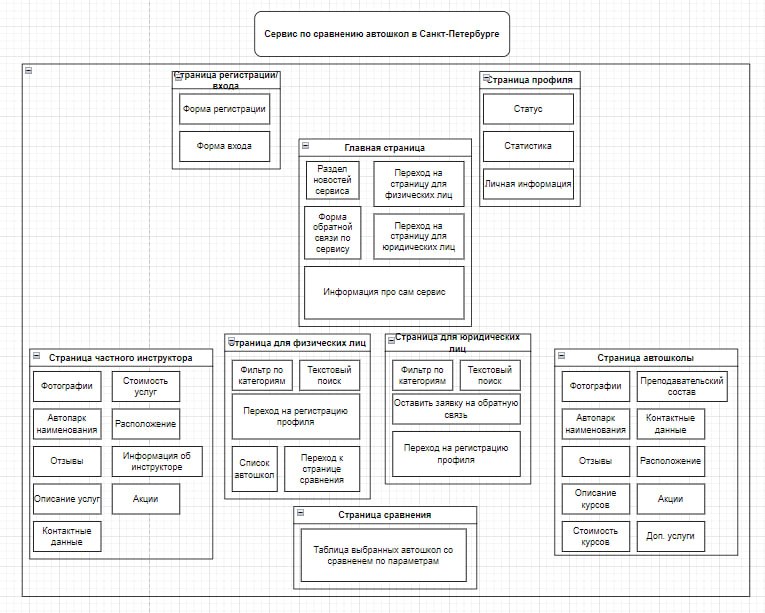 Сервис по сравнению автошкол в Санкт-Петербурге
Страница регистрации/
входа
Форма регистрации
Форма входа
Страница профиля
Статус
Статистика
Личная информация
Главная страница
Раздел
новостей
сервиса
Переход на
страницу для
физических лиц
Форма
обратной
связи по
сервису
Переход на
страницу для
юридических лиц
Информация про сам сервис
Страница частного инструктора
Фотографии
Стоимость
услуг
Автопарк
наименования
Расположение
Отзывы
Информация об
инструкторе
Описание услуг
Акции
Контактные
данные
Страница для физических лиц
Фильтр по
категориям
Текстовый
поиск
Переход на регистрацию
профиля
Список
автошкол
Переход к
странице
сравнения
Страница для юридических
лиц
Фильтр по
категориям
Текстовый
поиск
Оставить заявку на обратную
связь
Переход на регистрацию
профиля
Страница автошколы
Фотографии
Преподавательский
состав
Автопарк
наименования
Контактные
данные
Отзывы
Расположение
Описание
курсов
Акции
Стоимость
курсов
Доп. услуги
Страница сравнения
Таблица выбранных автошкол со
сравненем по параметрам